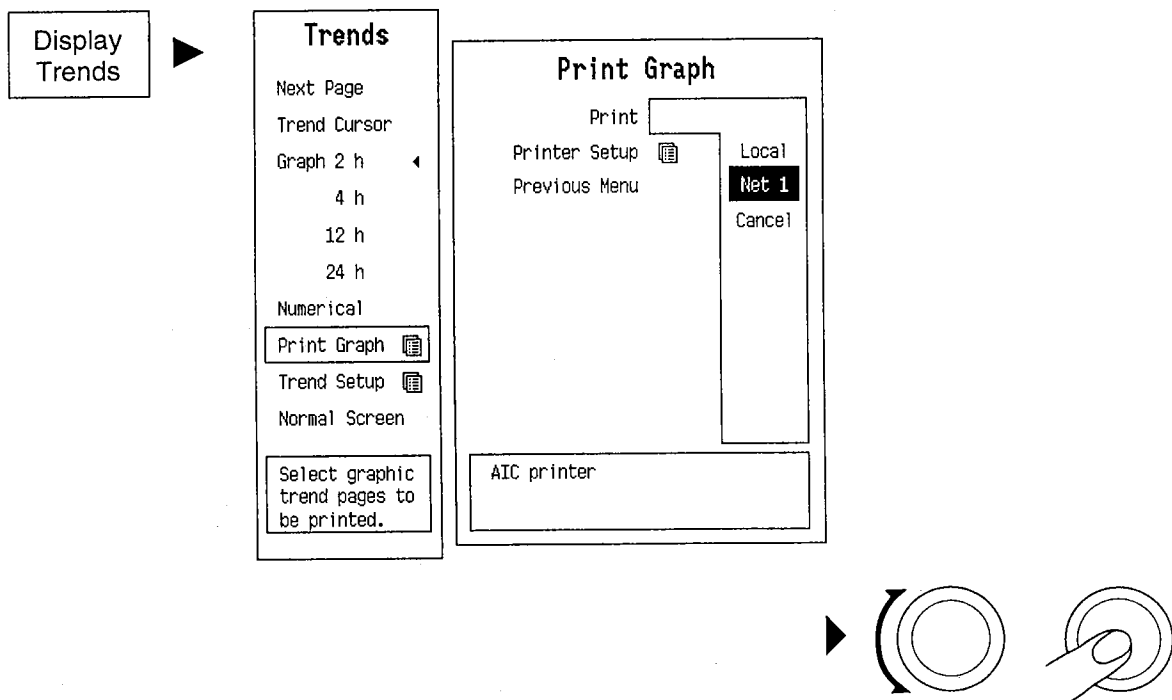 Display
Trends
Trends
Next Page
Trend Cursor
Graph 2 h
4 h
12 h
24 h
Numerical
Print Graph
Trend Setup
Normal Screen
Select graphic
trend pages to
be printed.
Print Graph
Print
Printer Setup
Previous Menu
Local
Net 1
Cancel
AIC printer